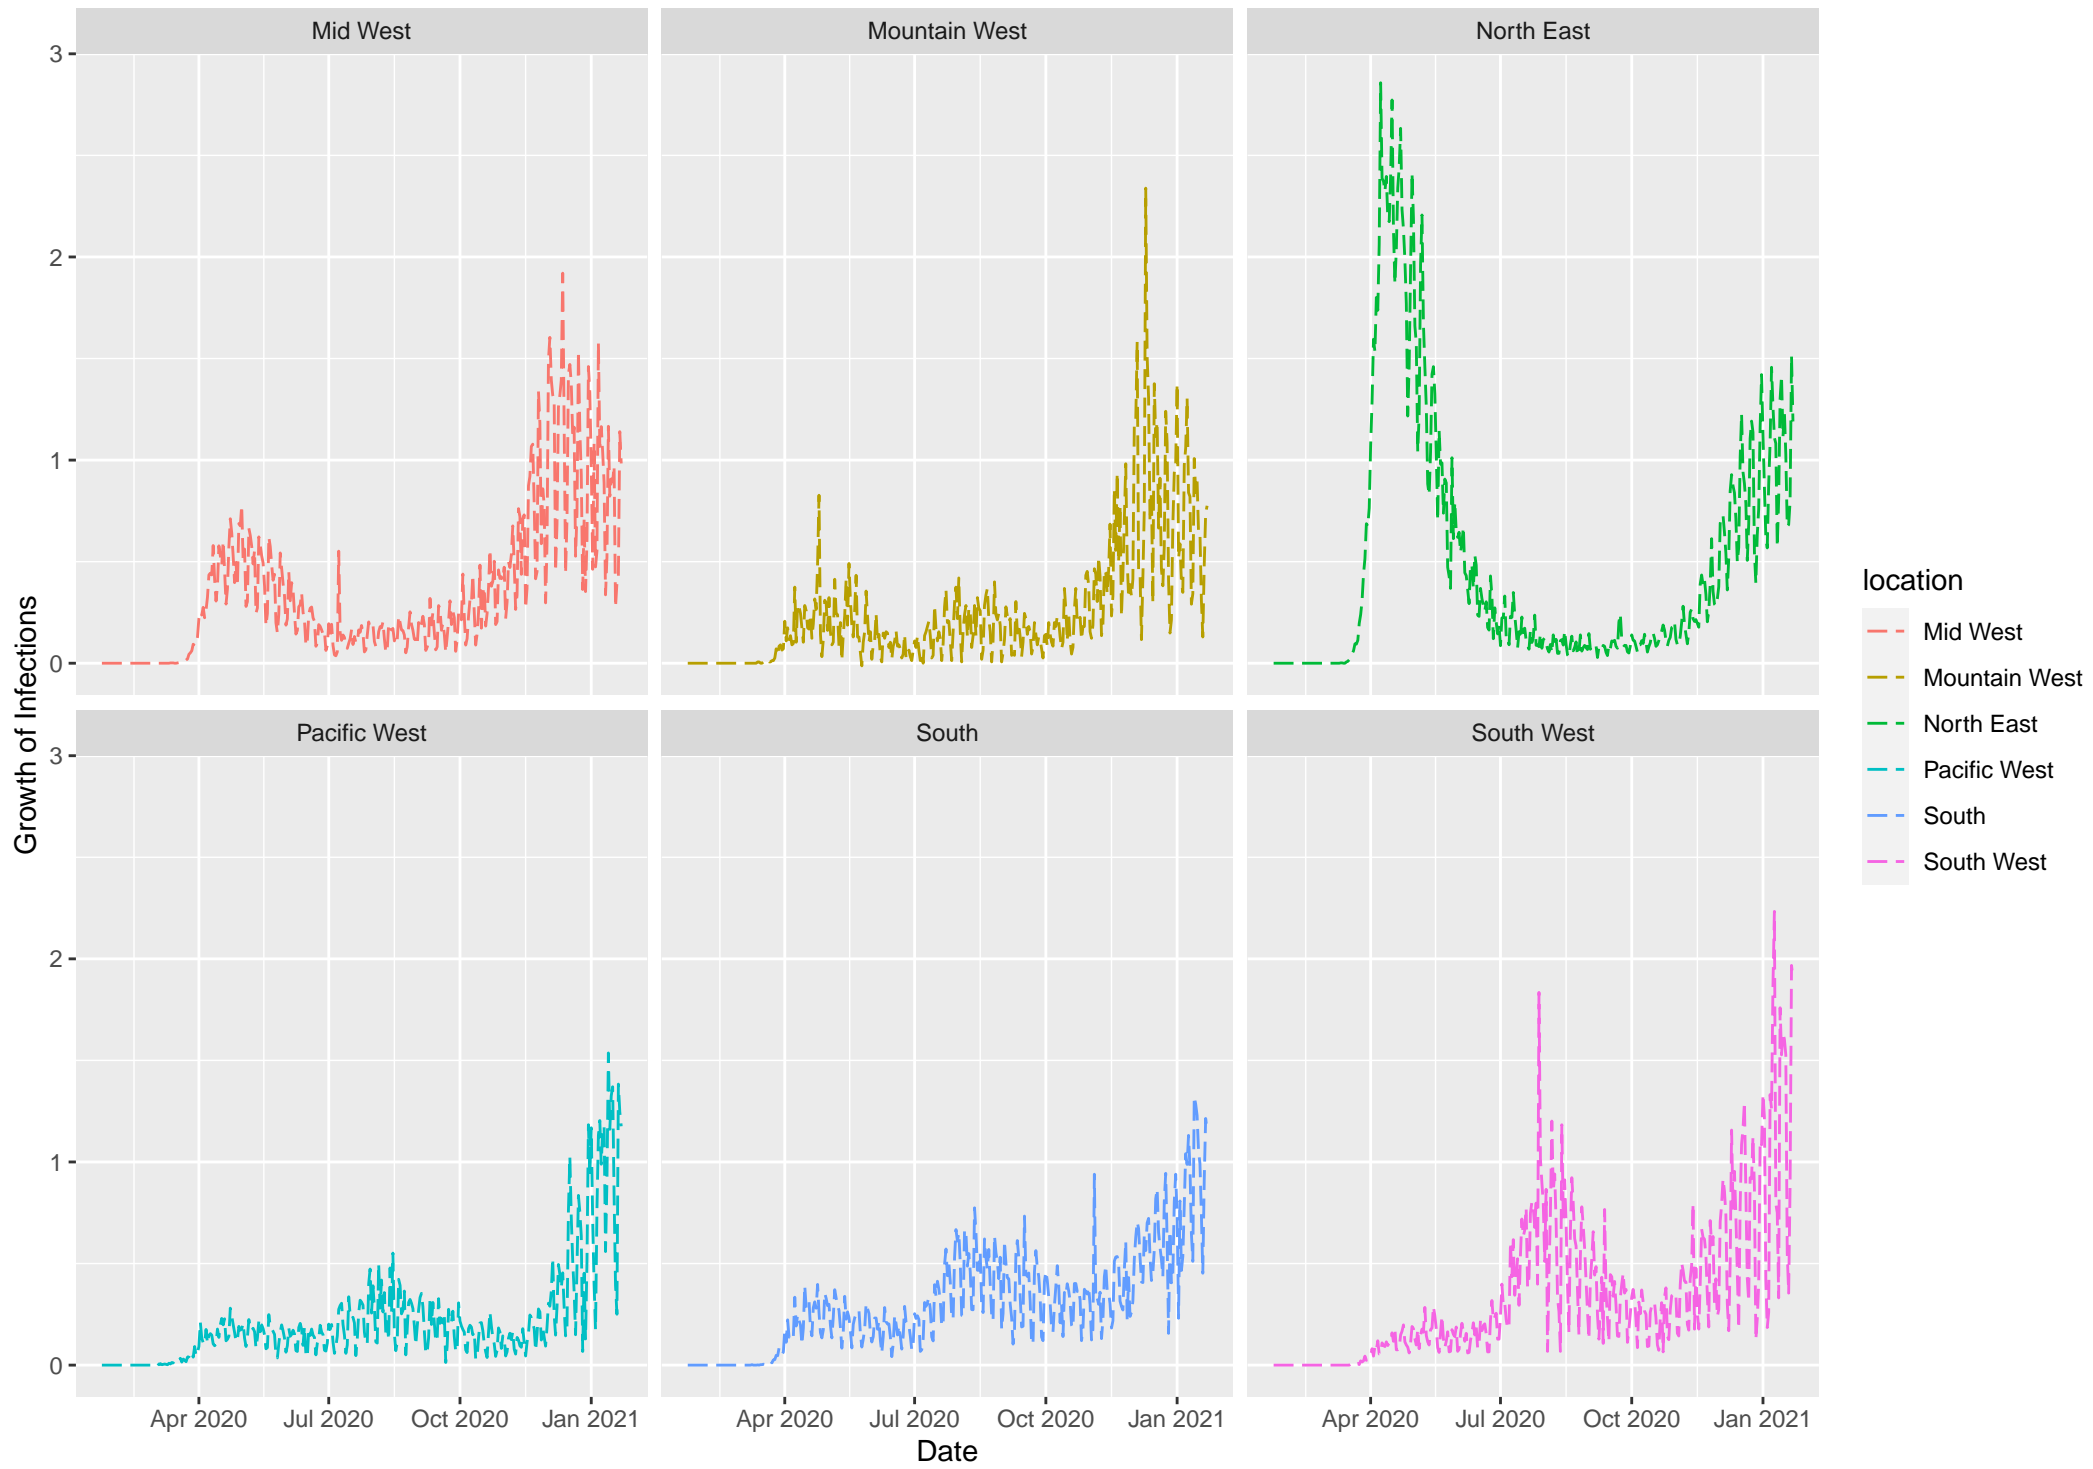 Mid West
Mountain West
North East
3
2
1
0
Pacific West
South
South West
3
2
1
0
Apr 2020
Jul 2020
Oct 2020
Jan 2021
Apr 2020
Jul 2020
Oct 2020
Jan 2021
Apr 2020
Jul 2020
Oct 2020
Jan 2021
Date
Growth of Infections
location
Mid West
Mountain West
North East
Pacific West
South
South West